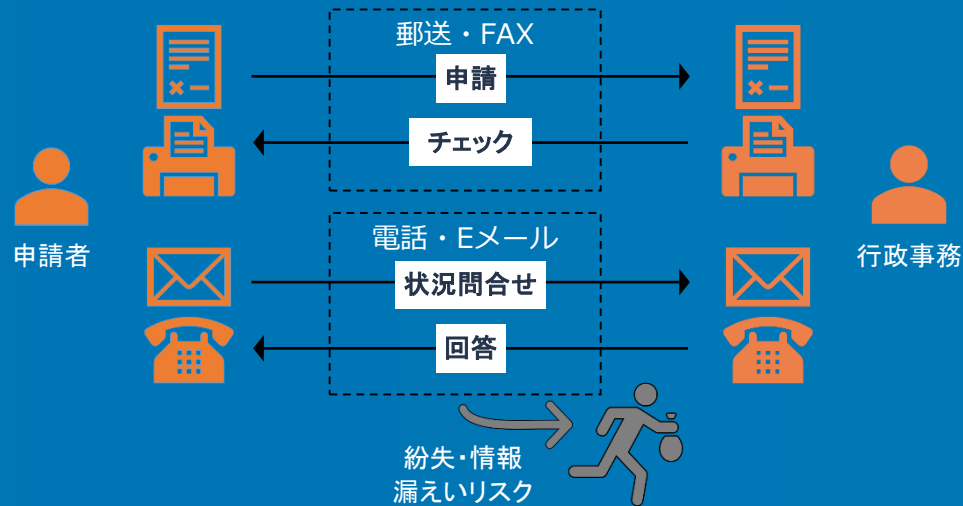 郵送・FAX
申請
チェック
申請者
行政事務
電話・Eメール
状況問合せ
回答
紛失・情報
漏えいリスク